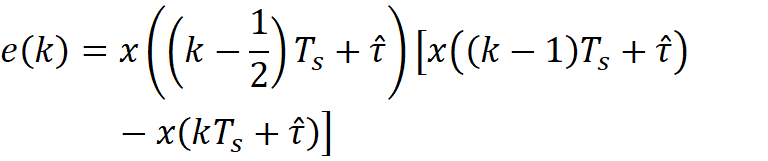 e(k) = x((k − 1/2)T_s + τ̂)[x((k − 1)T_s + τ̂)
− x(kT_s + τ̂)]